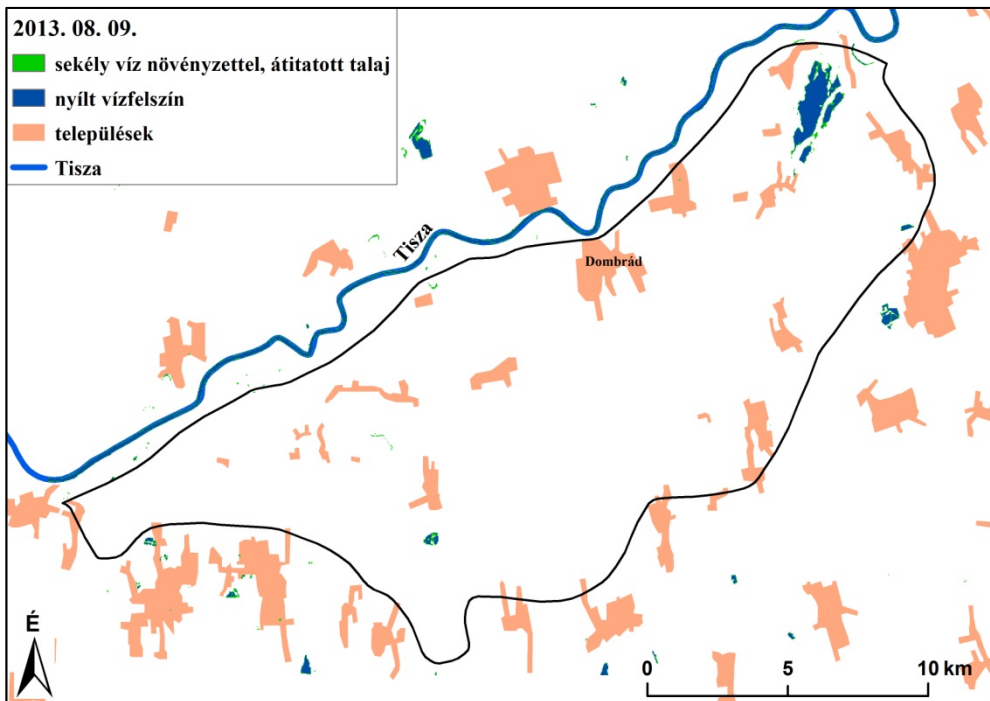 2013. 08. 09.
sekély víz növényzettel, átitatott talaj
nyílt vízfelszín
települések
Tisza
Tisza
Dombrád
É
0 5 10 km